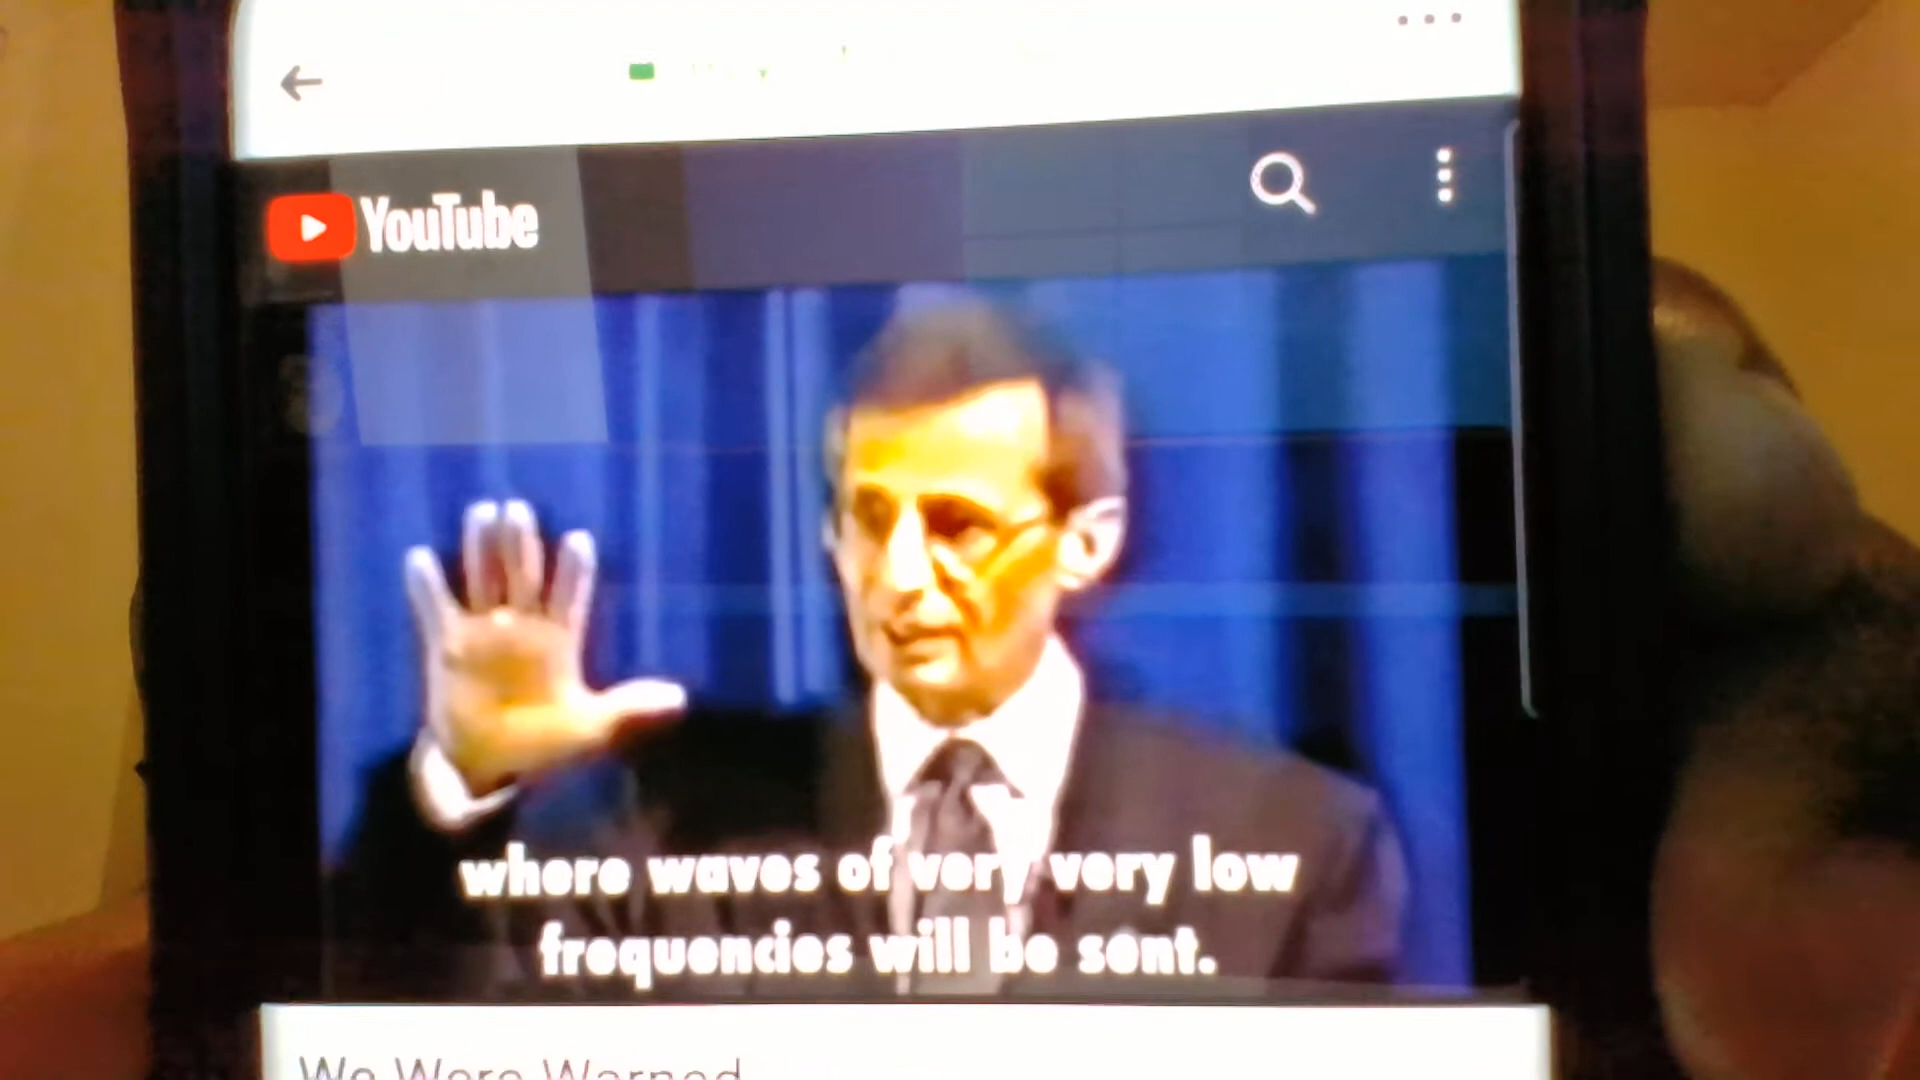 YouTube
where waves of very very low
frequencies will be sent.
We Were Warned